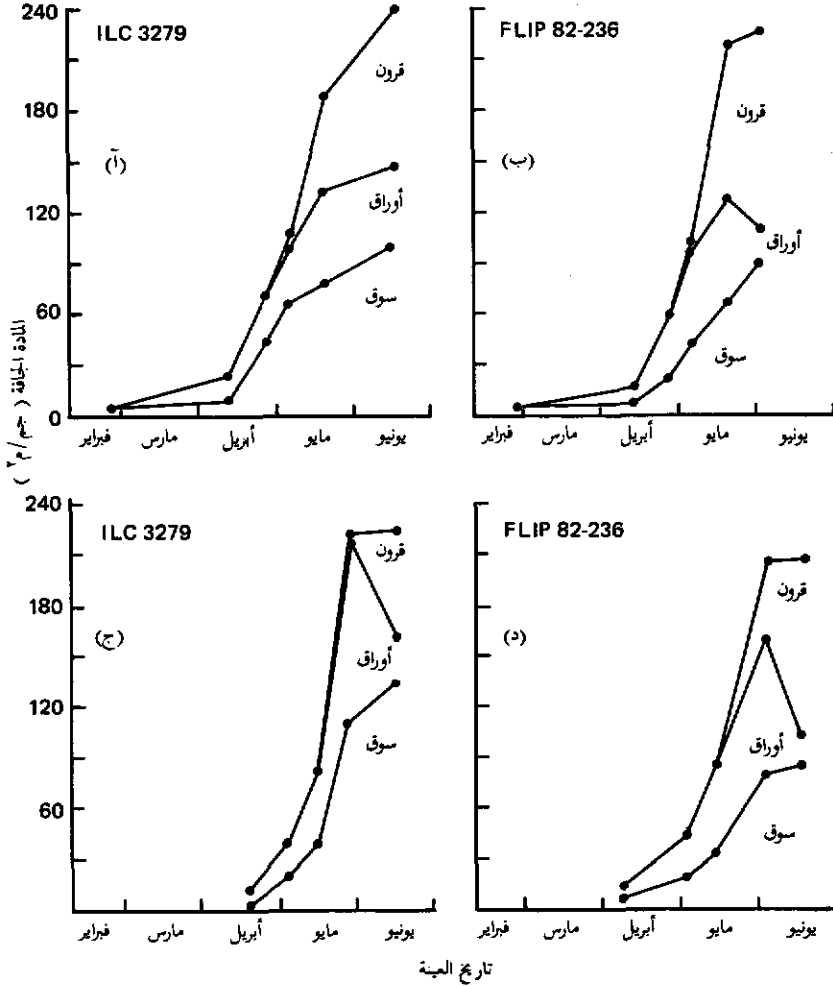 ILC 3279
FLIP 82-236
240
180
120
60
0
(آ)
(ب)
قرون
أوراق
سوق
قرون
أوراق
سوق
المادة الجافة ( جم/م٢ )
فبراير مارس أبريل مايو يونيو
فبراير مارس أبريل مايو يونيو
ILC 3279
FLIP 82-236
240
180
120
60
(ج)
(د)
قرون
أوراق
سوق
قرون
أوراق
سوق
فبراير مارس أبريل مايو يونيو
فبراير مارس أبريل مايو يونيو
تاريخ العينة